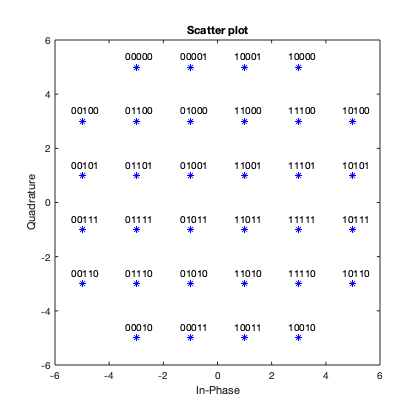 Scatter plot
6
00000 00001 10001 10000
4
00100 01100 01000 11000 11100 10100
2
00101 01101 01001 11001 11101 10101
Quadrature
0
00111 01111 01011 11011 11111 10111
-2
00110 01110 01010 11010 11110 10110
-4
00010 00011 10011 10010
-6
-6 -4 -2 0 2 4 6
In-Phase